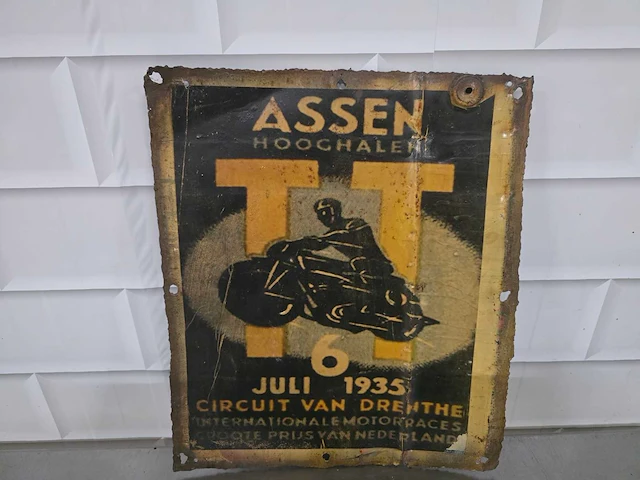 ASSEN
HOOGHALEN
TT
6
JULI 1935
CIRCUIT VAN DRENTHE
INTERNATIONALE MOTORRACES
GROOTE PRIJS VAN NEDERLAND